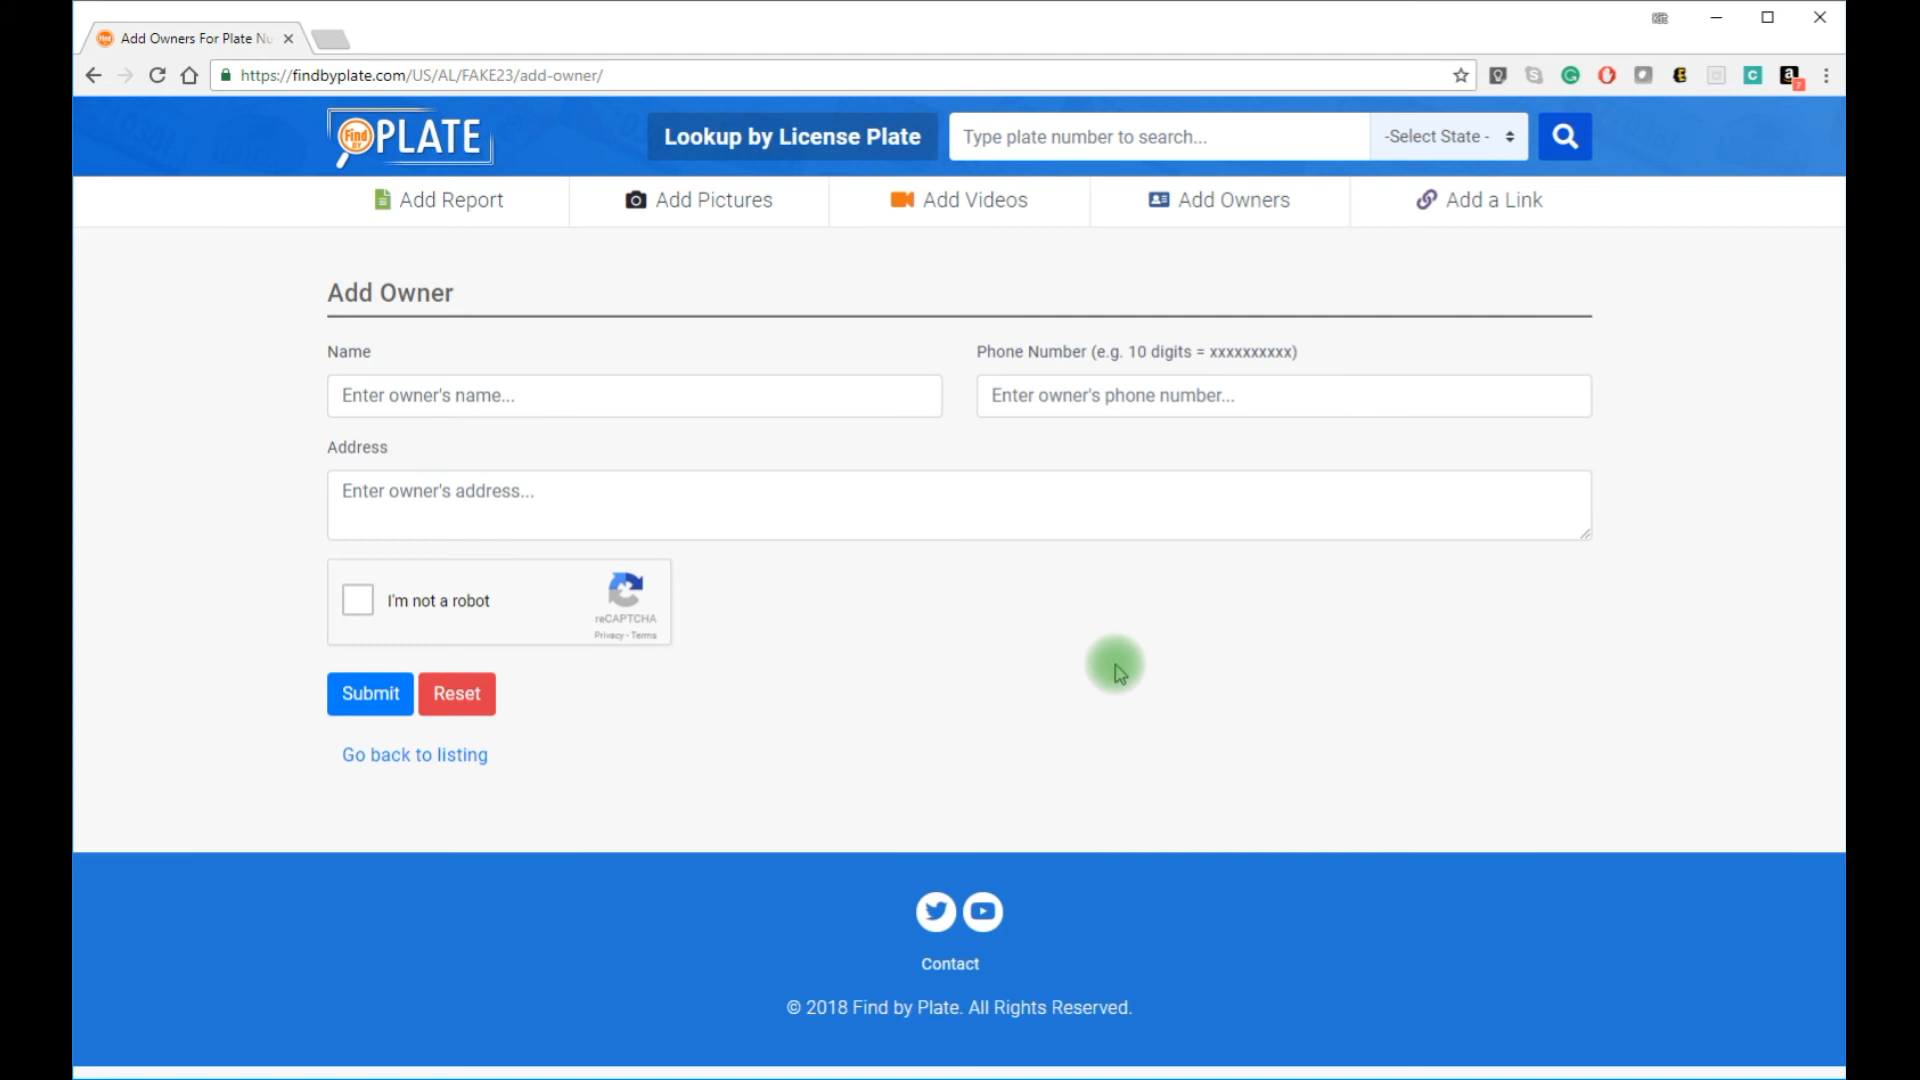 Add Owners For Plate Nu
https://findbyplate.com/US/AL/FAKE23/add-owner/
Find BY PLATE
Lookup by License Plate
Type plate number to search...
-Select State -
Add Report
Add Pictures
Add Videos
Add Owners
Add a Link
Add Owner
Name
Phone Number (e.g. 10 digits = xxxxxxxxxx)
Enter owner's name...
Enter owner's phone number...
Address
Enter owner's address...
I'm not a robot
reCAPTCHA
Privacy - Terms
Submit
Reset
Go back to listing
Contact
© 2018 Find by Plate. All Rights Reserved.